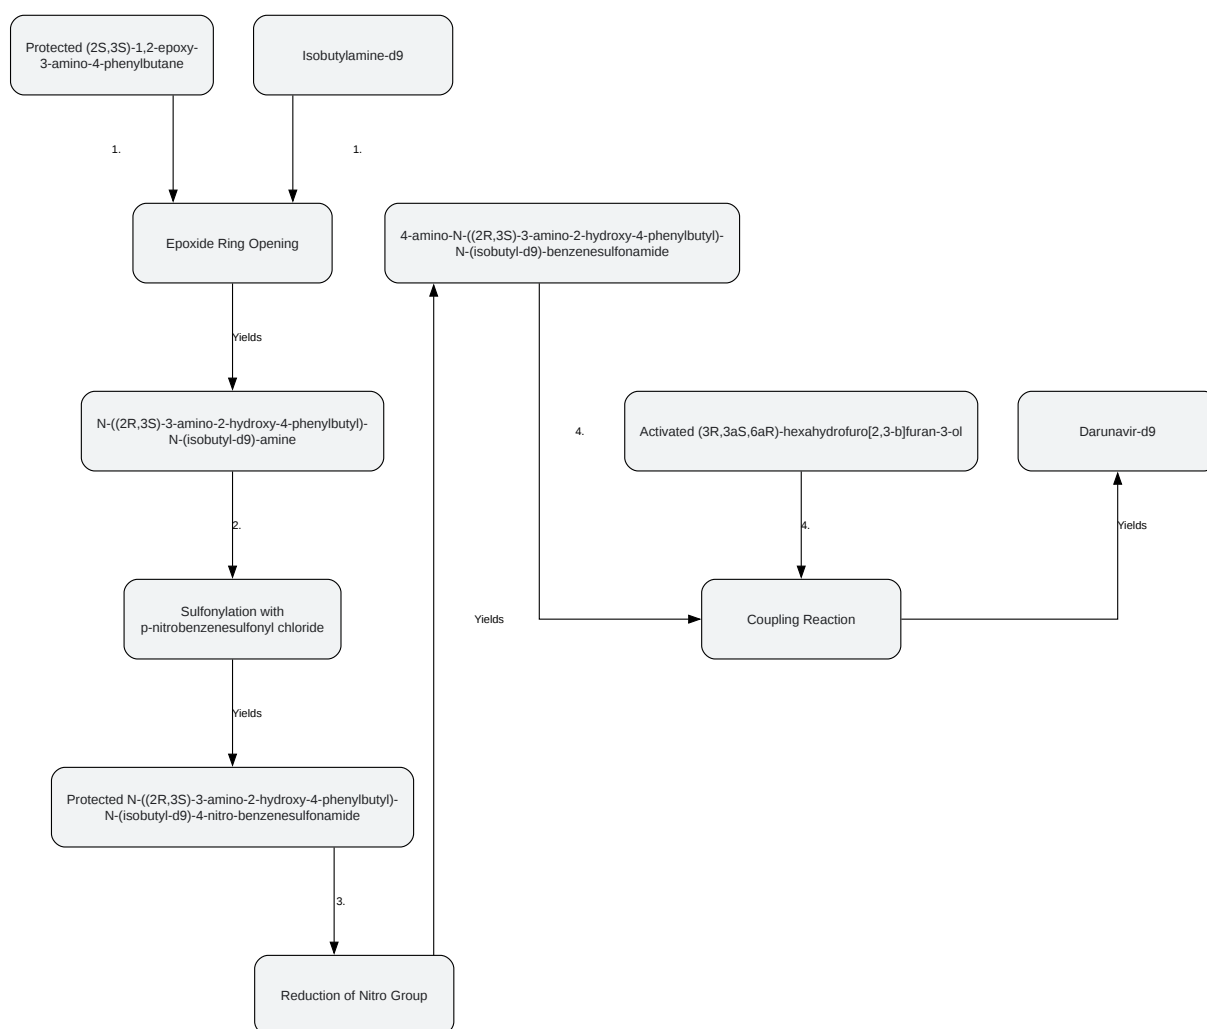 Protected (2S,3S)-1,2-epoxy-
3-amino-4-phenylbutane
Isobutylamine-d9
1.
1.
Epoxide Ring Opening
4-amino-N-((2R,3S)-3-amino-2-hydroxy-4-phenylbutyl)-
N-(isobutyl-d9)-benzenesulfonamide
Yields
N-((2R,3S)-3-amino-2-hydroxy-4-phenylbutyl)-
N-(isobutyl-d9)-amine
4.
Activated (3R,3aS,6aR)-hexahydrofuro[2,3-b]furan-3-ol
Darunavir-d9
2.
4.
Yields
Sulfonylation with
p-nitrobenzenesulfonyl chloride
Yields
Coupling Reaction
Yields
Protected N-((2R,3S)-3-amino-2-hydroxy-4-phenylbutyl)-
N-(isobutyl-d9)-4-nitro-benzenesulfonamide
3.
Reduction of Nitro Group